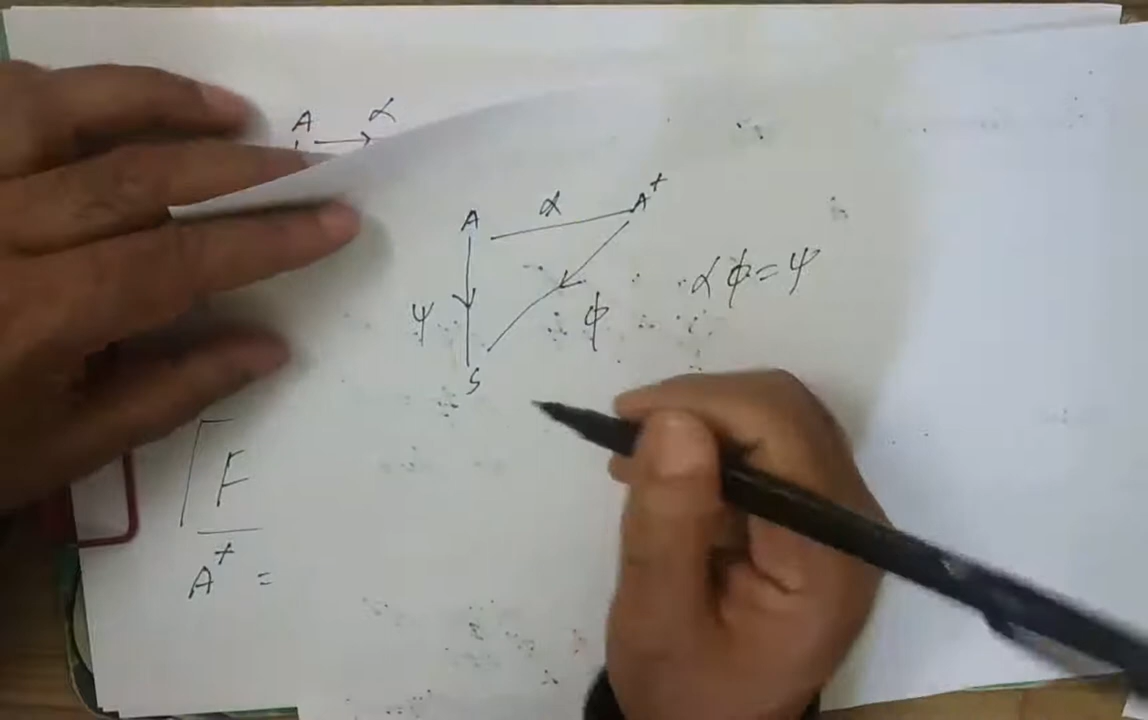 A → α
A α A⁺
ψ ϕ αϕ=ψ
S
F
A⁺ =